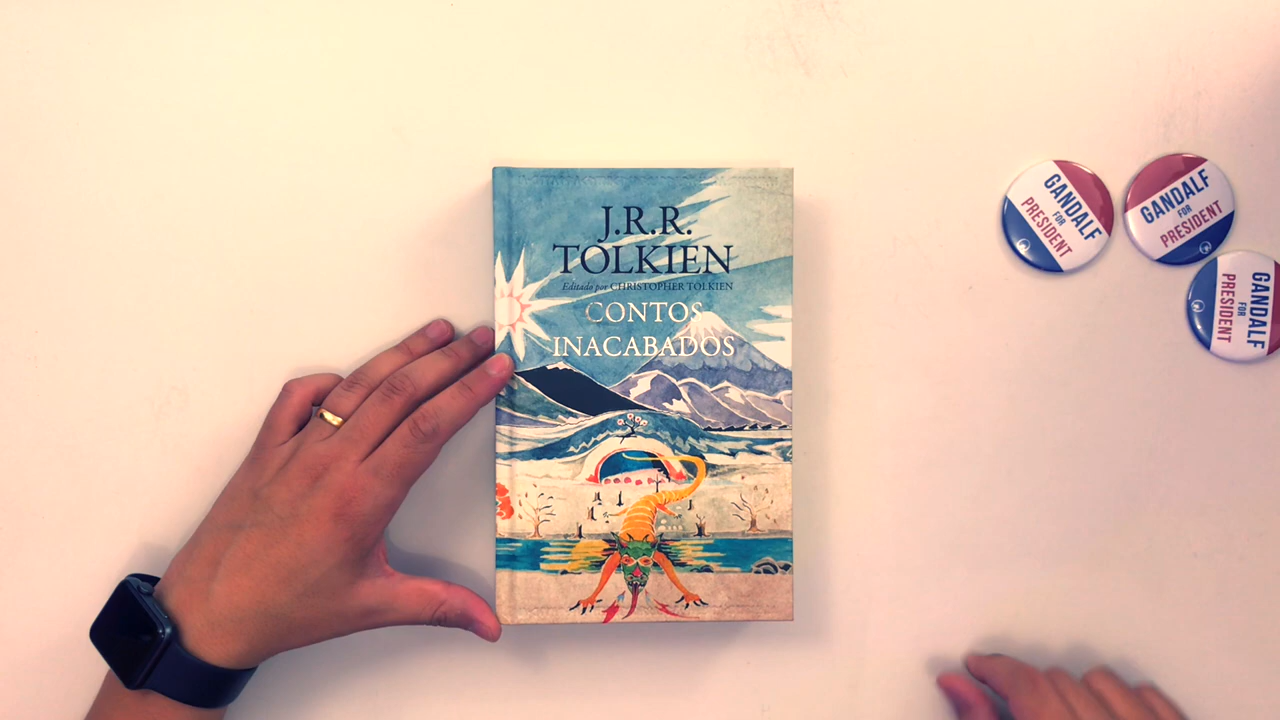 J.R.R.
TOLKIEN
Editado por CHRISTOPHER TOLKIEN
CONTOS
INACABADOS
GANDALF
FOR
PRESIDENT
GANDALF
FOR
PRESIDENT
GANDALF
FOR
PRESIDENT